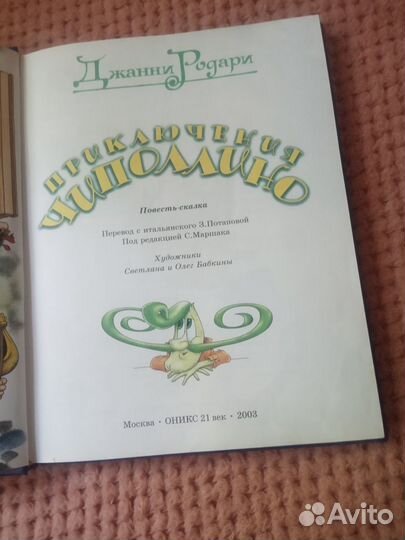 Джанни Родари
ПРИКЛЮЧЕНИЯ
ЧИПОЛЛИНО
Повесть-сказка
Перевод с итальянского З.Потаповой
Под редакцией С.Маршака
Художники
Светлана и Олег Бабкины
Москва • ОНИКС 21 век • 2003
Avito